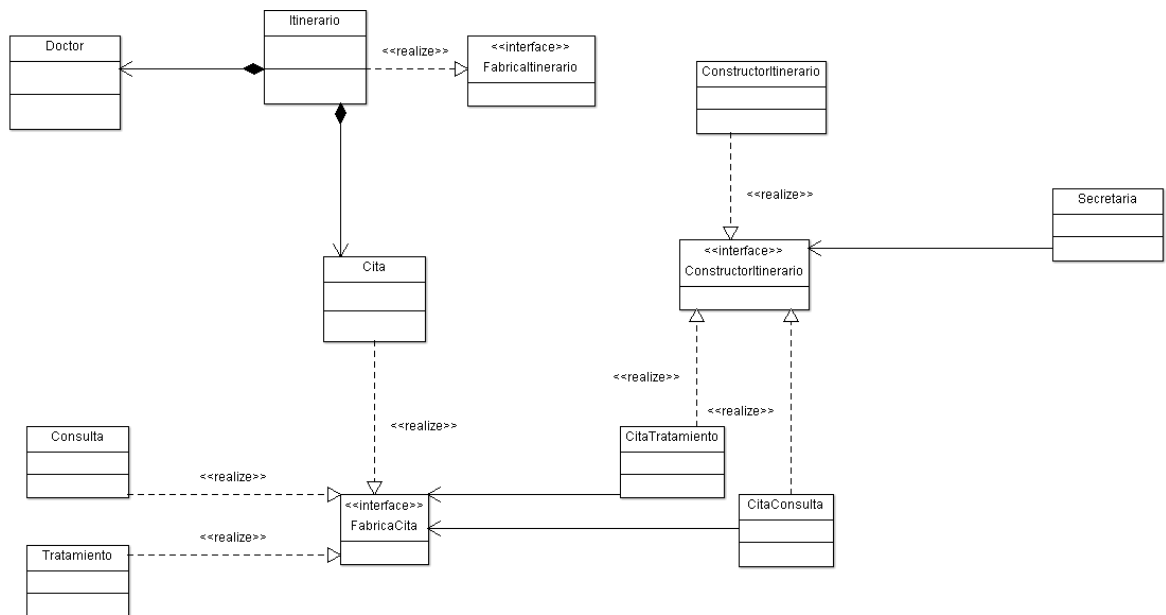 Itinerario
Doctor
<<realize>>
<<interface>>
FabricaItinerario
ConstructorItinerario
<<realize>>
Secretaria
<<interface>>
ConstructorItinerario
Cita
<<realize>>
<<realize>>
<<realize>>
Consulta
CitaTratamiento
<<realize>>
<<interface>>
FabricaCita
CitaConsulta
<<realize>>
Tratamiento